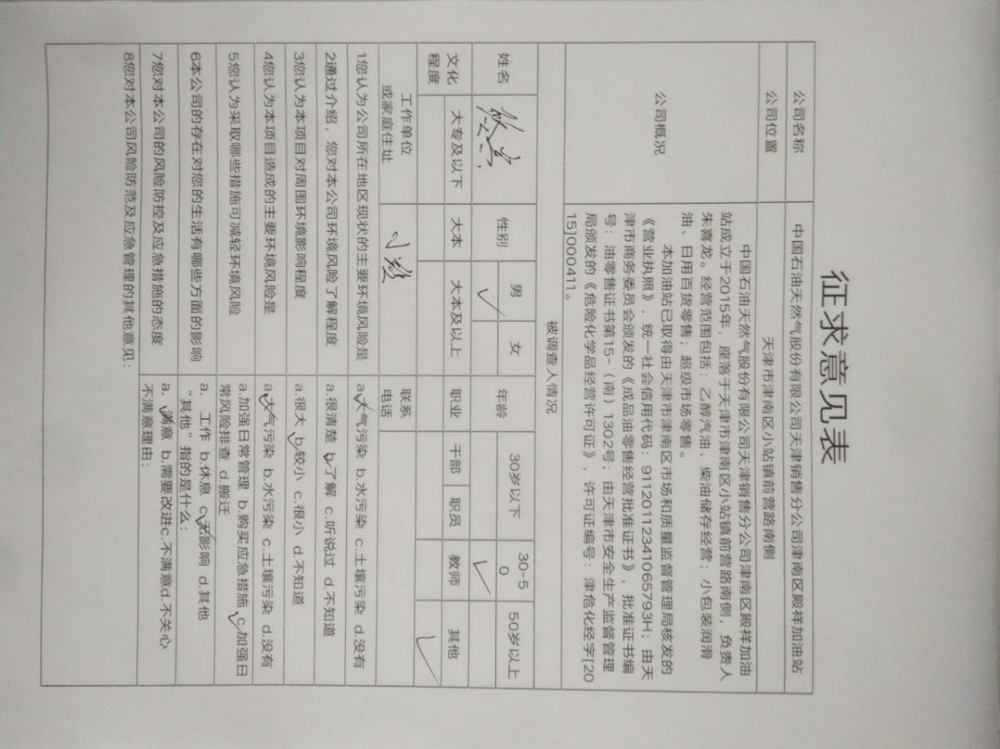 征求意见表
公司名称 中国石油天然气股份有限公司天津销售分公司津南区殿祥加油站
公司位置 天津市津南区小站镇前营路南侧
公司概况
中国石油天然气股份有限公司天津销售分公司津南区殿祥加油
站成立于2015年，座落于天津市津南区小站镇前营路南侧，负责人
朱喜龙。经营范围包括：乙醇汽油、柴油储存经营；小包装润滑
油、日用百货零售；超级市场零售。
本加油站已取得由天津市津南区市场和质量监督管理局核发的
《营业执照》，统一社会信用代码：91120112341065793H；由天
津市商务委员会颁发的《成品油零售经营批准证书》，批准证书编
号：油零售证书第15-（南）1302号；由天津市安全生产监督管理
局颁发的《危险化学品经营许可证》，许可证编号：津危化经字[20
15]000411。
被调查人情况
姓名 性别 男 女 年龄 30岁以下 30-5 50岁以上
0
文化 大专及以下 大本 大本及以上 职业 干部 职员 教师 其他
程度
工作单位 小站 联系
或家庭住址 电话
1您认为公司所在地区现状的主要环境风险是 a.大气污染 b.水污染 c.土壤污染 d.没有
2通过介绍，您对本公司环境风险了解程度 a.很清楚 b.了解 c.听说过 d.不知道
3您认为本项目对周围环境影响程度 a.很大 b.较小 c.很小 d.不知道
4您认为本项目造成的主要环境风险是 a.大气污染 b.水污染 c.土壤污染 d.没有
5您认为采取哪些措施可减轻环境风险 a.加强日常管理 b.购买应急措施 c.加强日
常风险排查 d.搬迁
6本公司的存在对您的生活有哪些方面的影响 a. 工作 b.休息 c.无影响 d.其他
“其他”指的是什么：
7您对本公司的风险防控及应急措施的态度 a. 满意 b.需要改进c.不满意d.不关心
不满意理由：
8您对本公司风险防范及应急管理的其他意见：